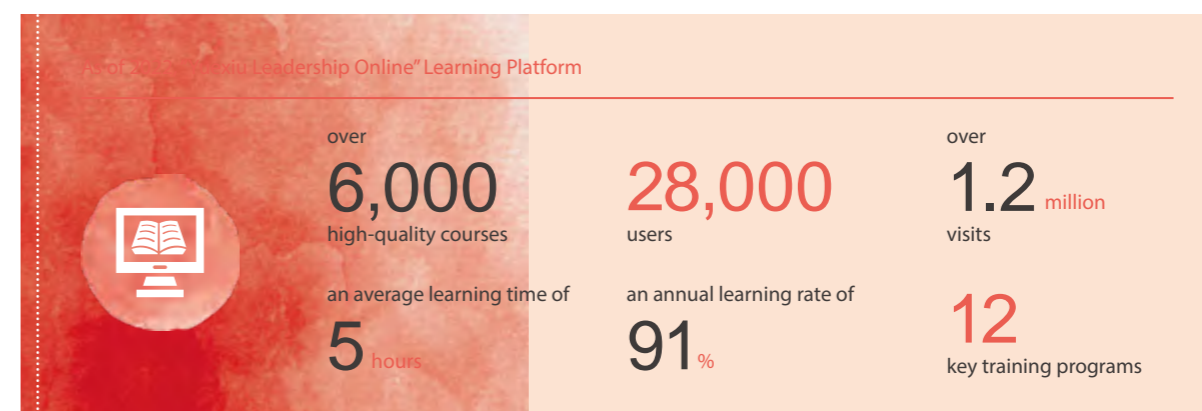 As of Leadership Online” Learning Platform
over
6,000
high-quality courses
28,000
users
over
1.2 million
visits
an average learning time of
5 hours
an annual learning rate of
91%
12
key training programs